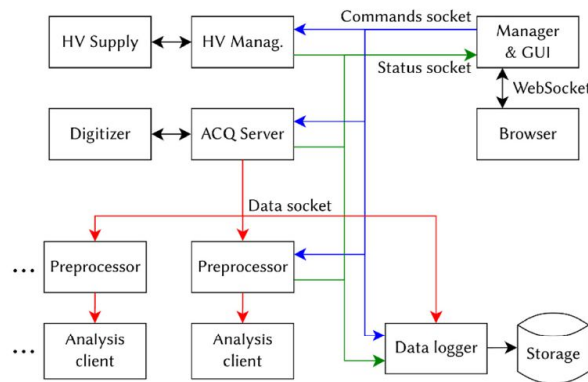 Commands socket
HV Supply
HV Manag.
Manager
& GUI
Status socket
WebSocket
Digitizer
ACQ Server
Browser
Data socket
...
Preprocessor
Preprocessor
...
Analysis
client
Analysis
client
Data logger
Storage